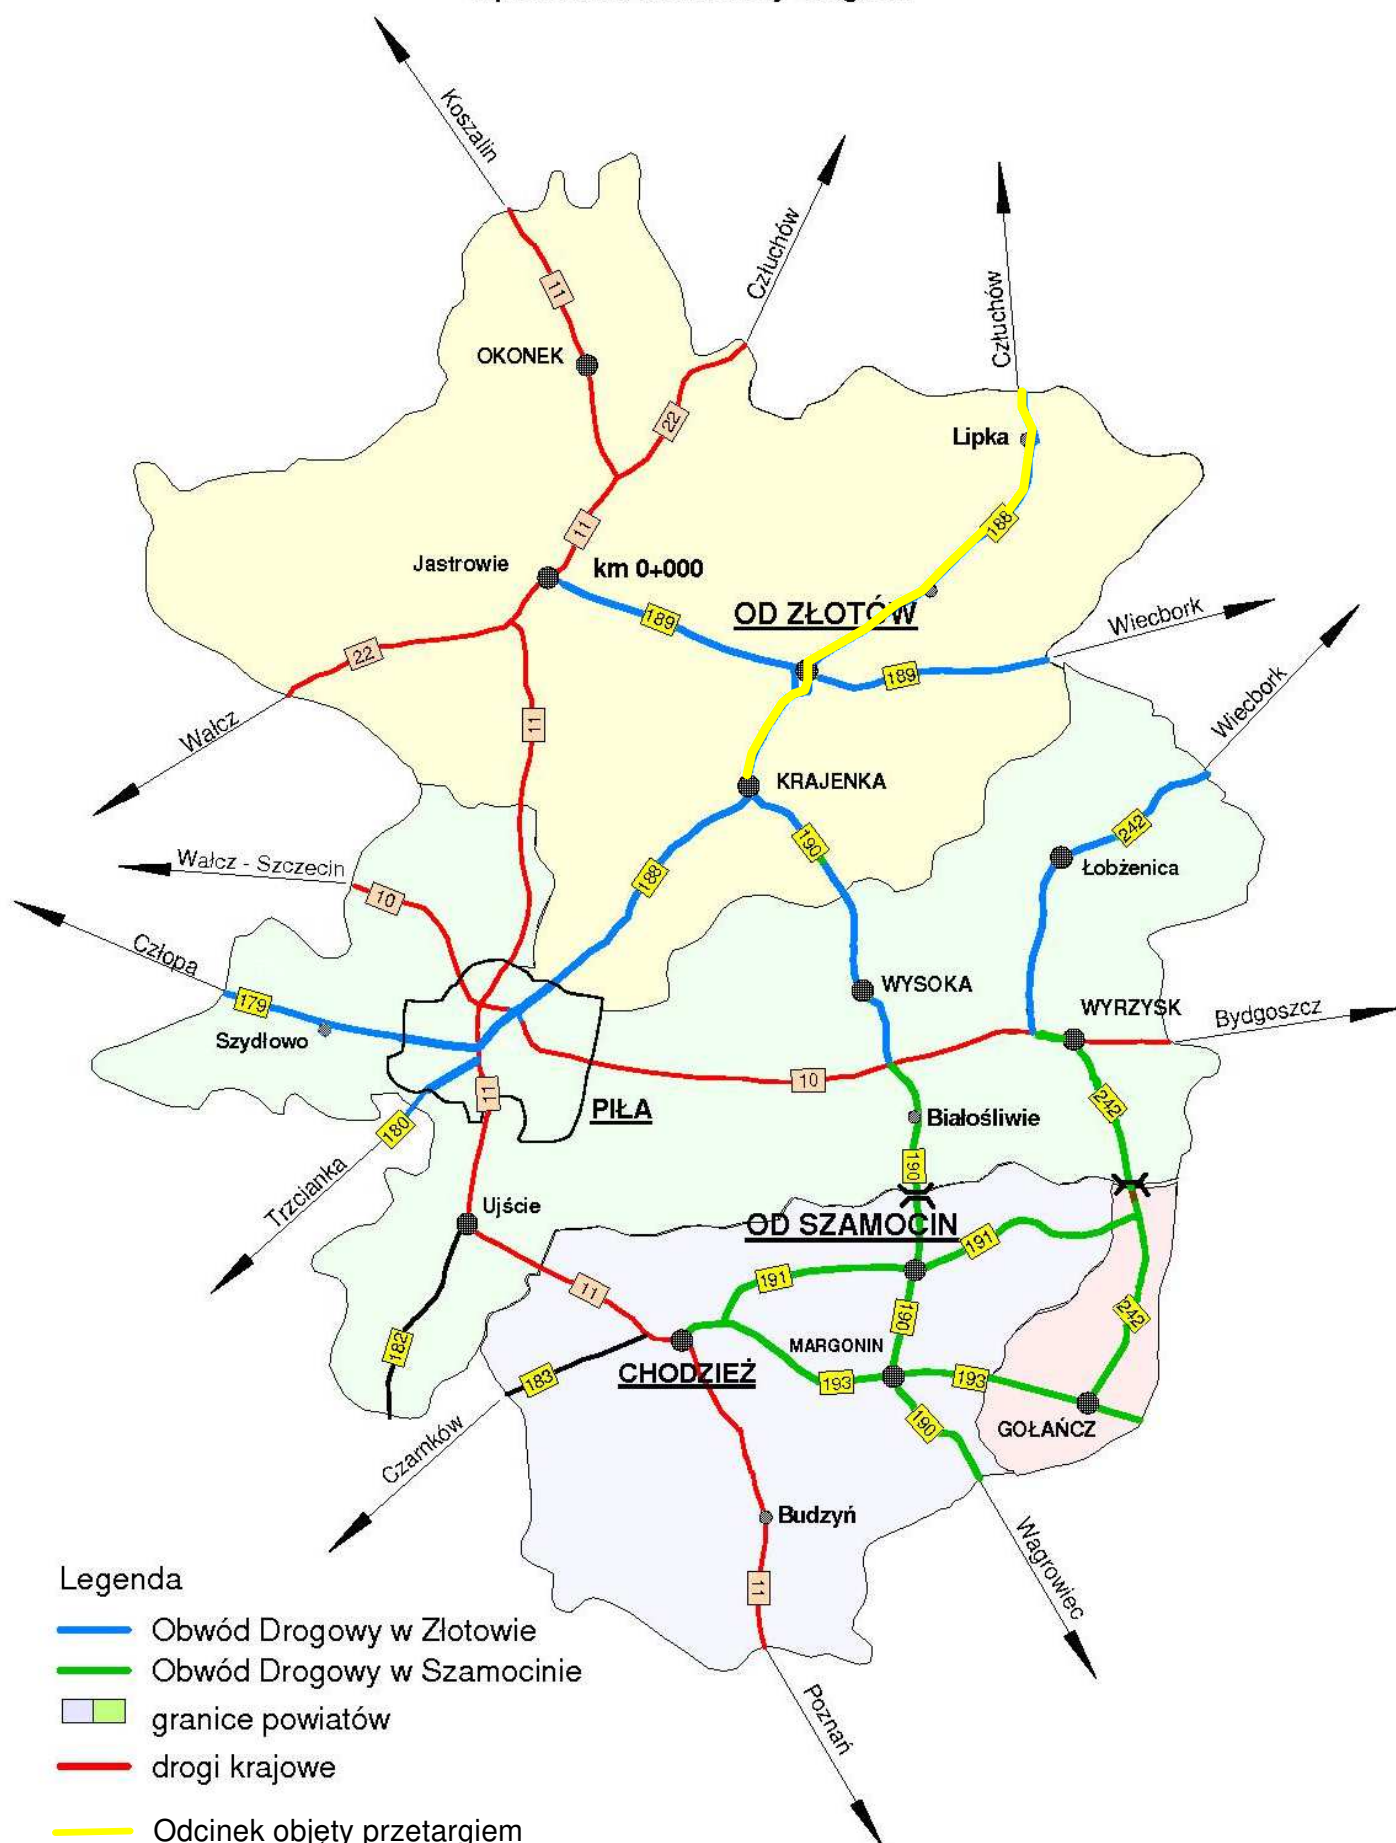 Koszalin
Człuchów
Człuchów
11
OKONEK
22
Lipka
188
11
Jastrowie
km 0+000
OD ZŁOTÓW
189
Wiecbork
22
189
Wiecbork
Wałcz
11
KRAJENKA
190
242
Wałcz - Szczecin
188
Łobżenica
10
Człopa
WYSOKA
179
WYRZYSK
Bydgoszcz
Szydłowo
10
11
242
PIŁA
Białośliwie
180
190
Trzcianka
Ujście
OD SZAMOCIN
191
191
11
190
242
182
MARGONIN
CHODZIEŻ
183
193
193
190
GOŁAŃCZ
Czarnków
Budzyń
Wagrowiec
11
Poznań
Legenda
Obwód Drogowy w Złotowie
Obwód Drogowy w Szamocinie
granice powiatów
drogi krajowe
Odcinek objęty przetargiem